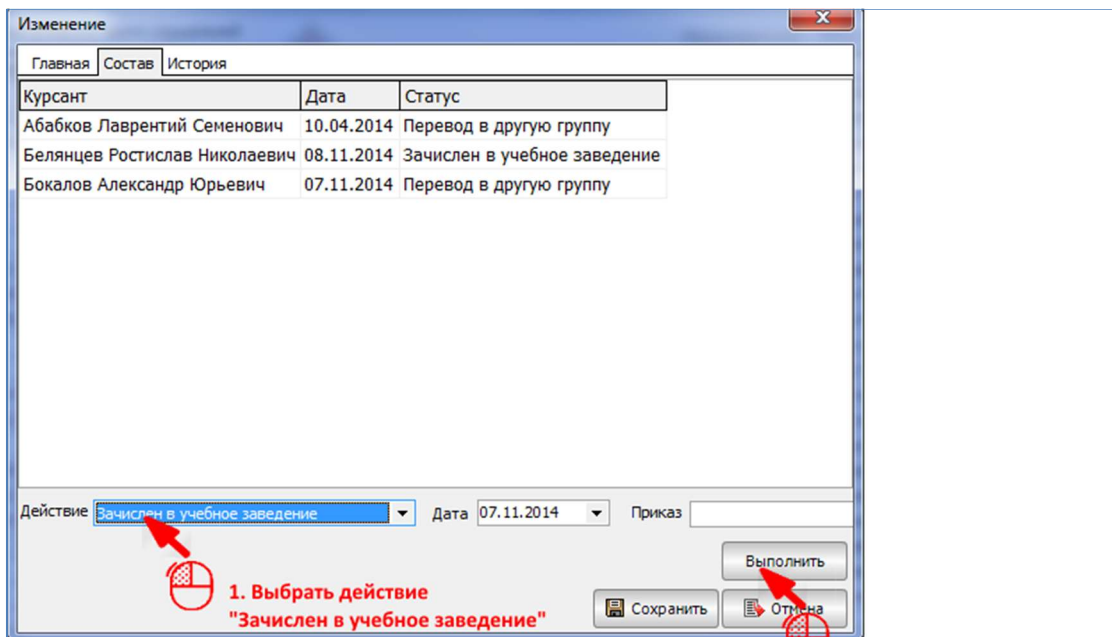 Изменение
Главная Состав История
Курсант Дата Статус
Абабков Лаврентий Семенович 10.04.2014 Перевод в другую группу
Белянцев Ростислав Николаевич 08.11.2014 Зачислен в учебное заведение
Бокалов Александр Юрьевич 07.11.2014 Перевод в другую группу
Действие Зачислен в учебное заведение Дата 07.11.2014 Приказ
Выполнить
1. Выбрать действие
"Зачислен в учебное заведение"
Сохранить Отмена